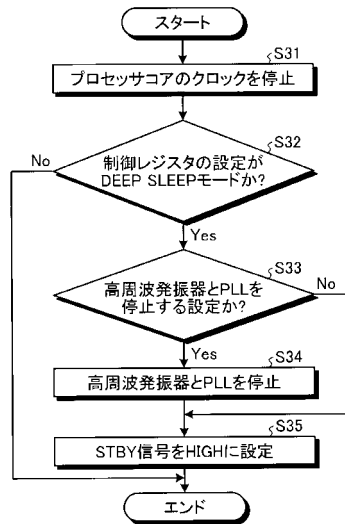 スタート
S31
プロセッサコアのクロックを停止
S32
制御レジスタの設定が
DEEP SLEEPモードか?
No
Yes
S33
高周波発振器とPLLを
停止する設定か?
No
Yes
S34
高周波発振器とPLLを停止
S35
STBY信号をHIGHに設定
エンド